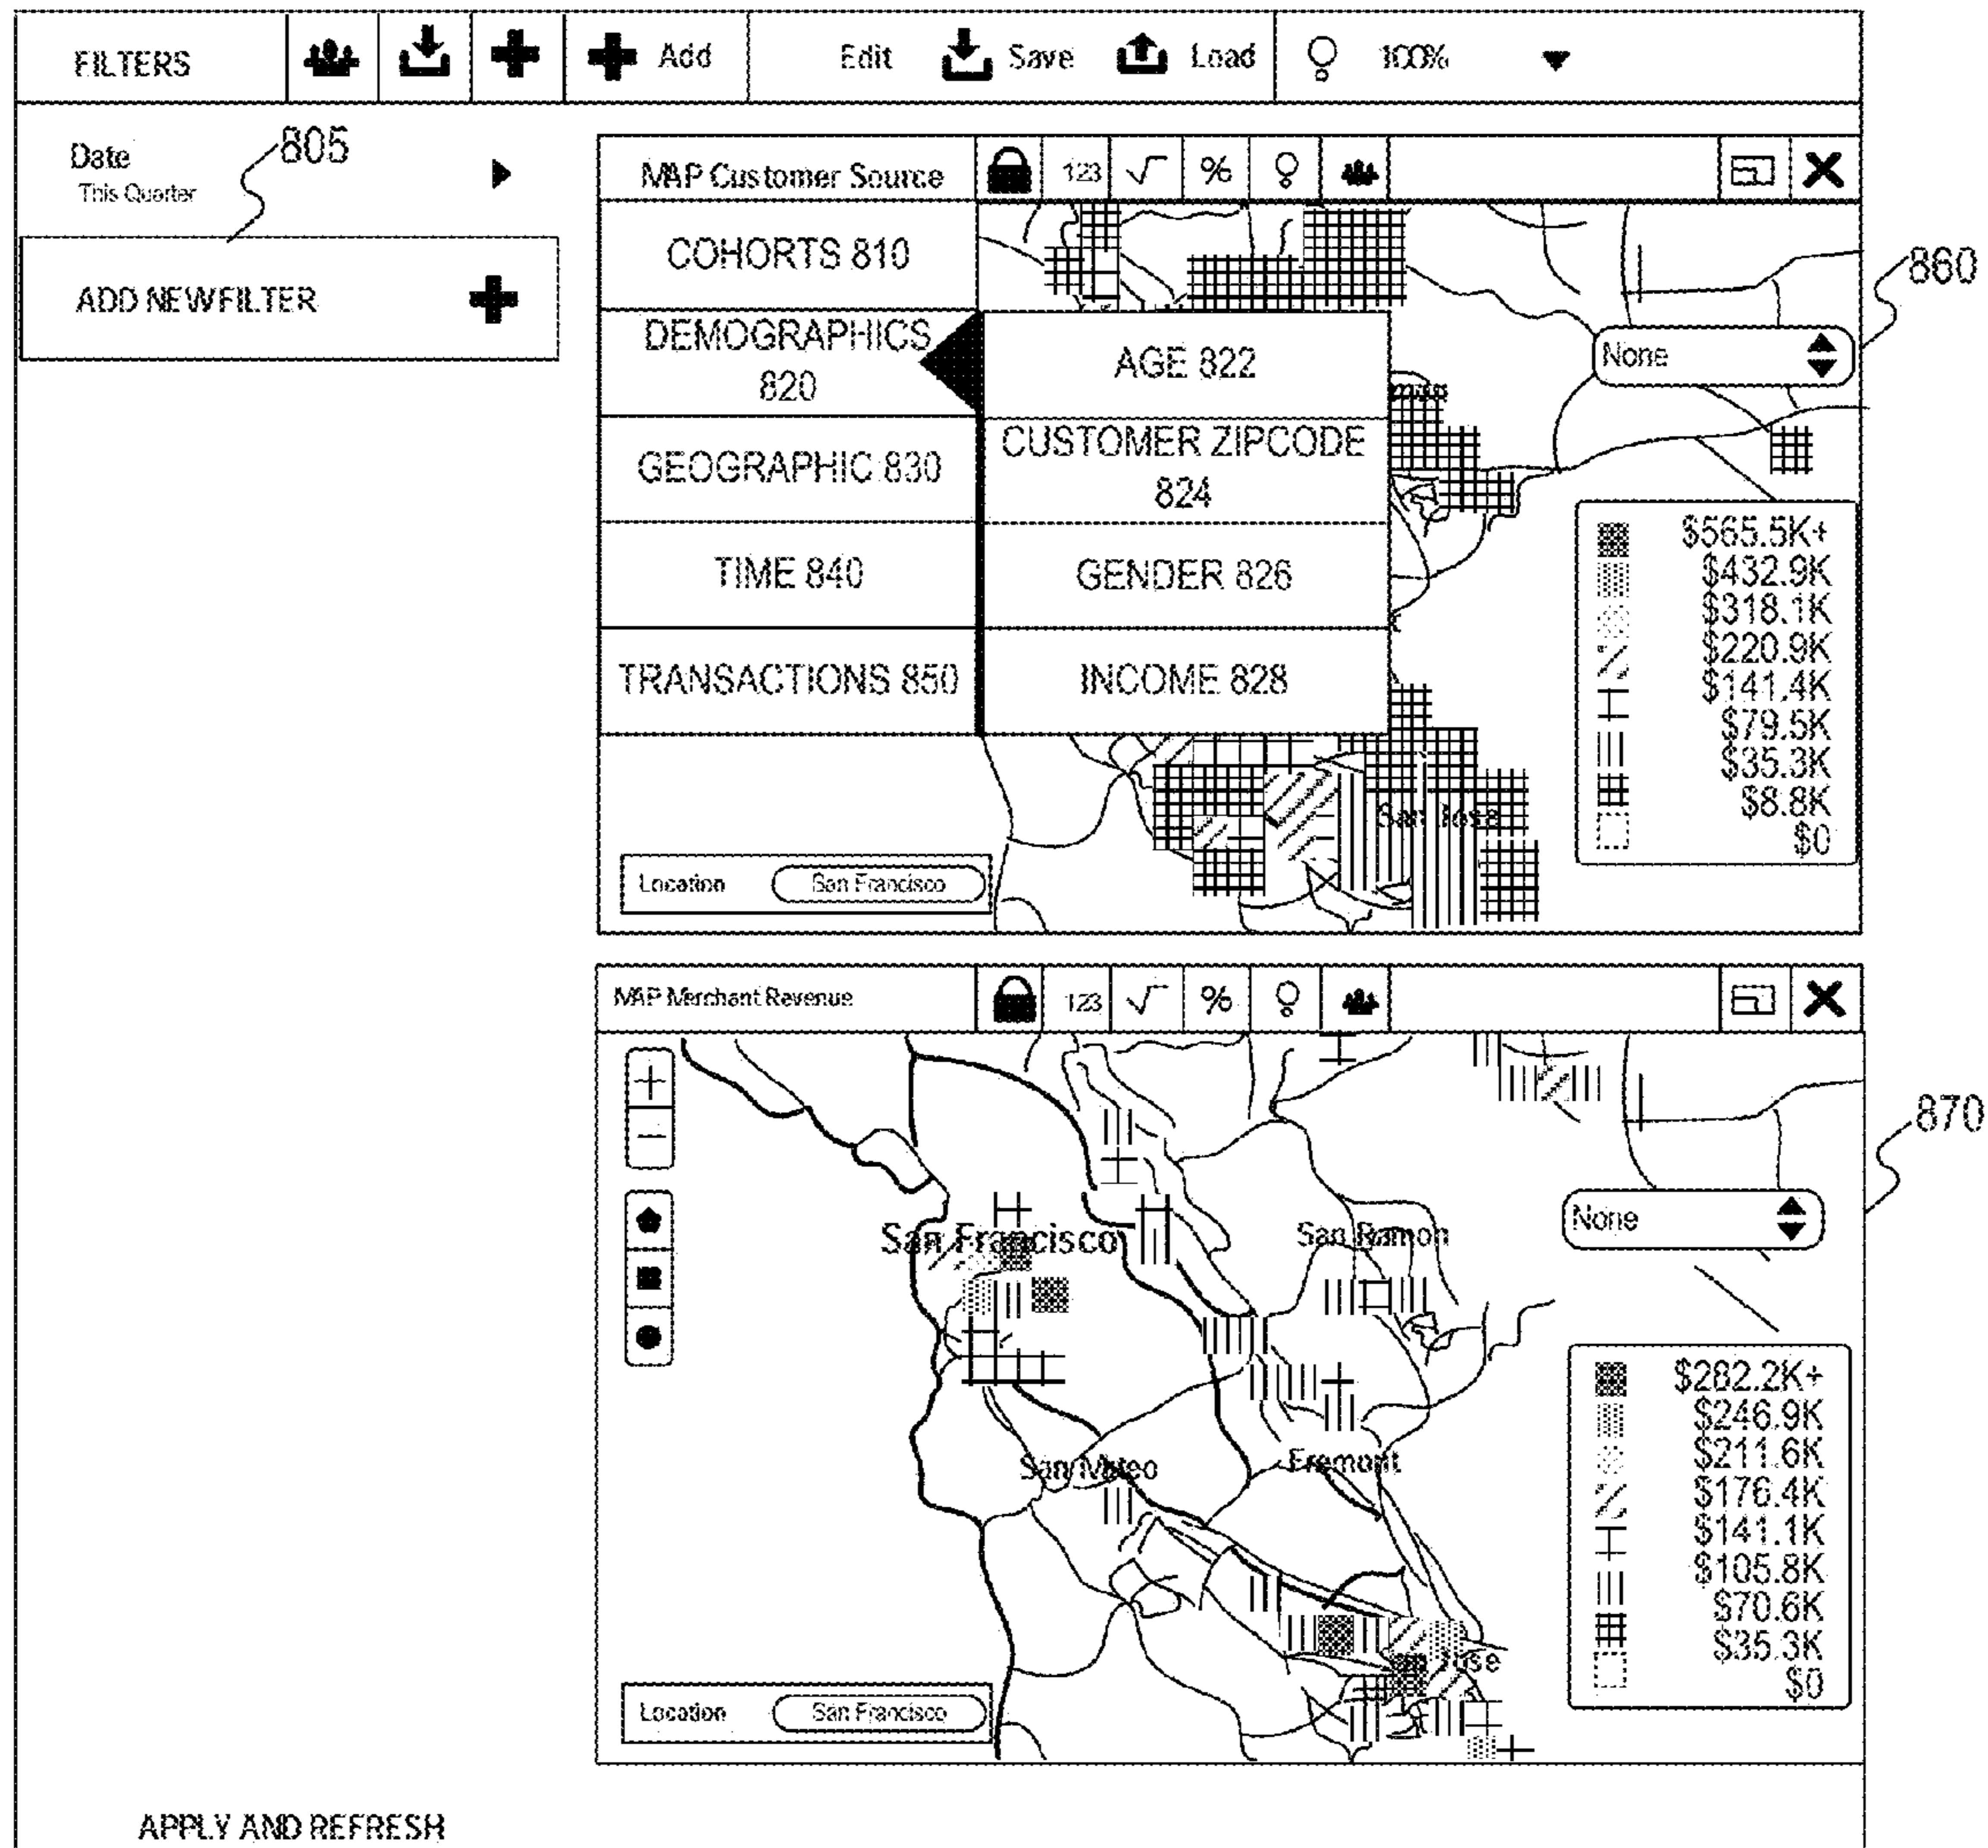 FILTERS
Add
Edit
Save
Load
100%
Date
This Quarter
805
ADD NEW FILTER
MAP Customer Source
123
%
COHORTS 810
DEMOGRAPHICS
820
GEOGRAPHIC 830
TIME 840
TRANSACTIONS 850
AGE 822
CUSTOMER ZIPCODE
824
GENDER 826
INCOME 828
860
None
$565.5K+
$432.9K
$318.1K
$220.9K
$141.4K
$79.5K
$35.3K
$8.8K
$0
San Jose
Location
San Francisco
MAP Merchant Revenue
123
%
870
None
San Francisco
San Ramon
San Mateo
Fremont
$282.2K+
$246.9K
$211.6K
$176.4K
$141.1K
$105.8K
$70.6K
$35.3K
$0
San Jose
Location
San Francisco
APPLY AND REFRESH